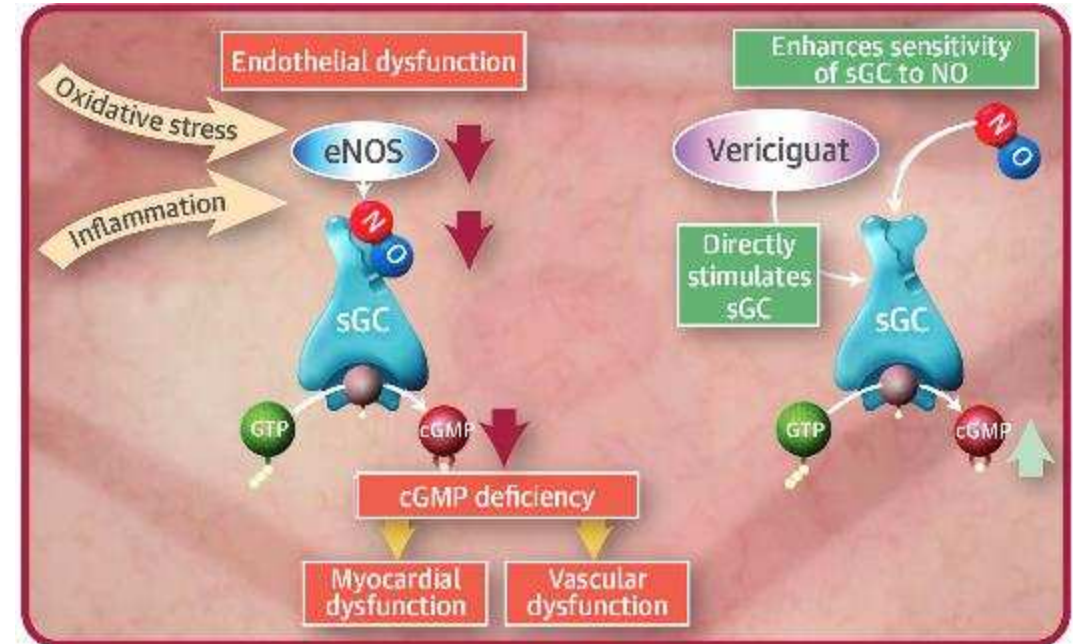 Endothelial dysfunction
Oxidative stress
Inflammation
eNOS
N
O
sGC
GTP
cGMP
cGMP deficiency
Myocardial
dysfunction
Vascular
dysfunction
Enhances sensitivity
of sGC to NO
Vericiguat
N
O
Directly
stimulates
sGC
sGC
GTP
cGMP